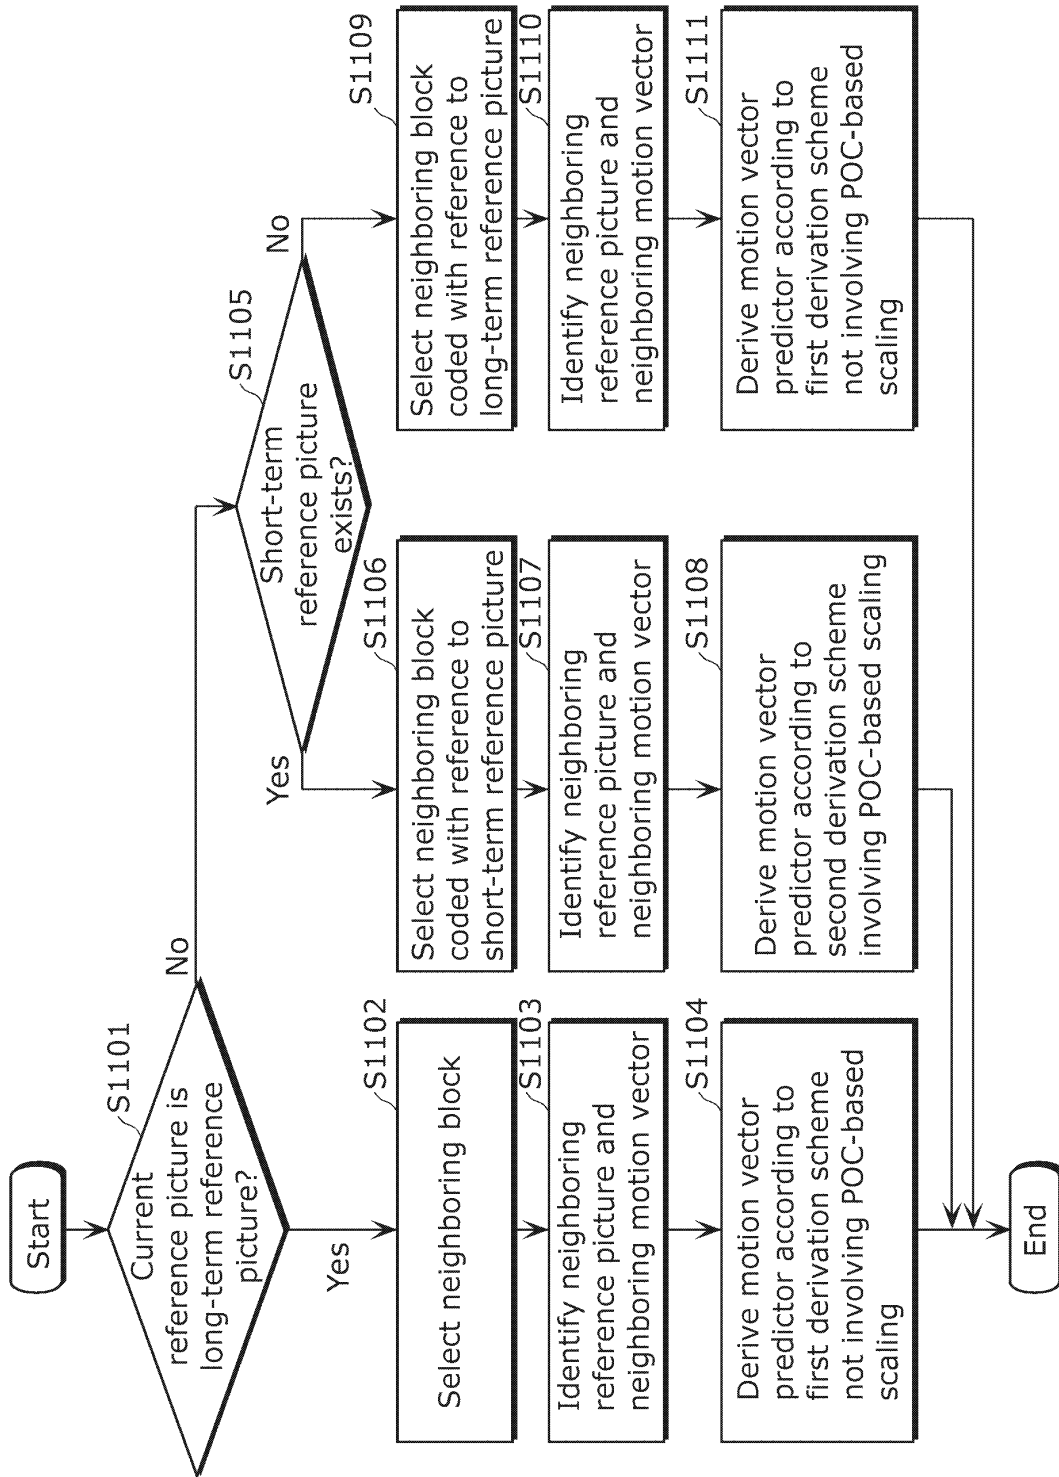 Start
S1101
Current
reference picture is
long-term reference
picture?
No
Yes
S1105
Short-term
reference picture
exists?
Yes
No
S1102
Select neighboring block
S1103
Identify neighboring
reference picture and
neighboring motion vector
S1104
Derive motion vector
predictor according to
first derivation scheme
not involving POC-based
scaling
S1106
Select neighboring block
coded with reference to
short-term reference picture
S1107
Identify neighboring
reference picture and
neighboring motion vector
S1108
Derive motion vector
predictor according to
second derivation scheme
involving POC-based scaling
S1109
Select neighboring block
coded with reference to
long-term reference picture
S1110
Identify neighboring
reference picture and
neighboring motion vector
S1111
Derive motion vector
predictor according to
first derivation scheme
not involving POC-based
scaling
End